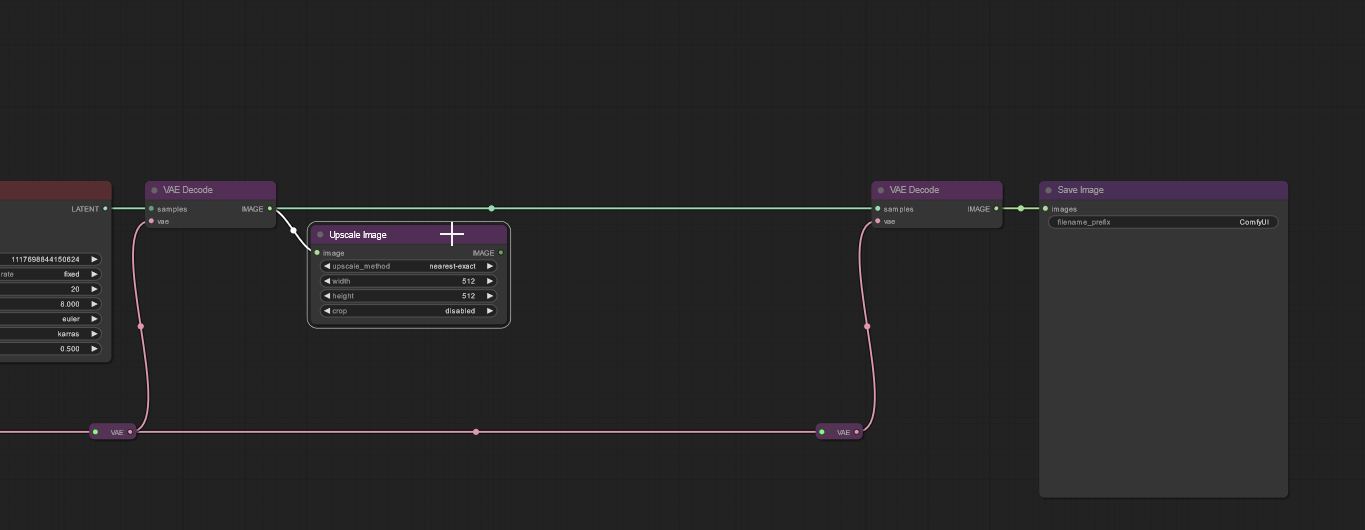 LATENT
1117698844150624
rate fixed
20
8.000
euler
karras
0.500
VAE Decode
samples IMAGE
vae
Upscale Image
image IMAGE
upscale_method nearest-exact
width 512
height 512
crop disabled
VAE
VAE
VAE Decode
samples IMAGE
vae
Save Image
images
filename_prefix ComfyUI